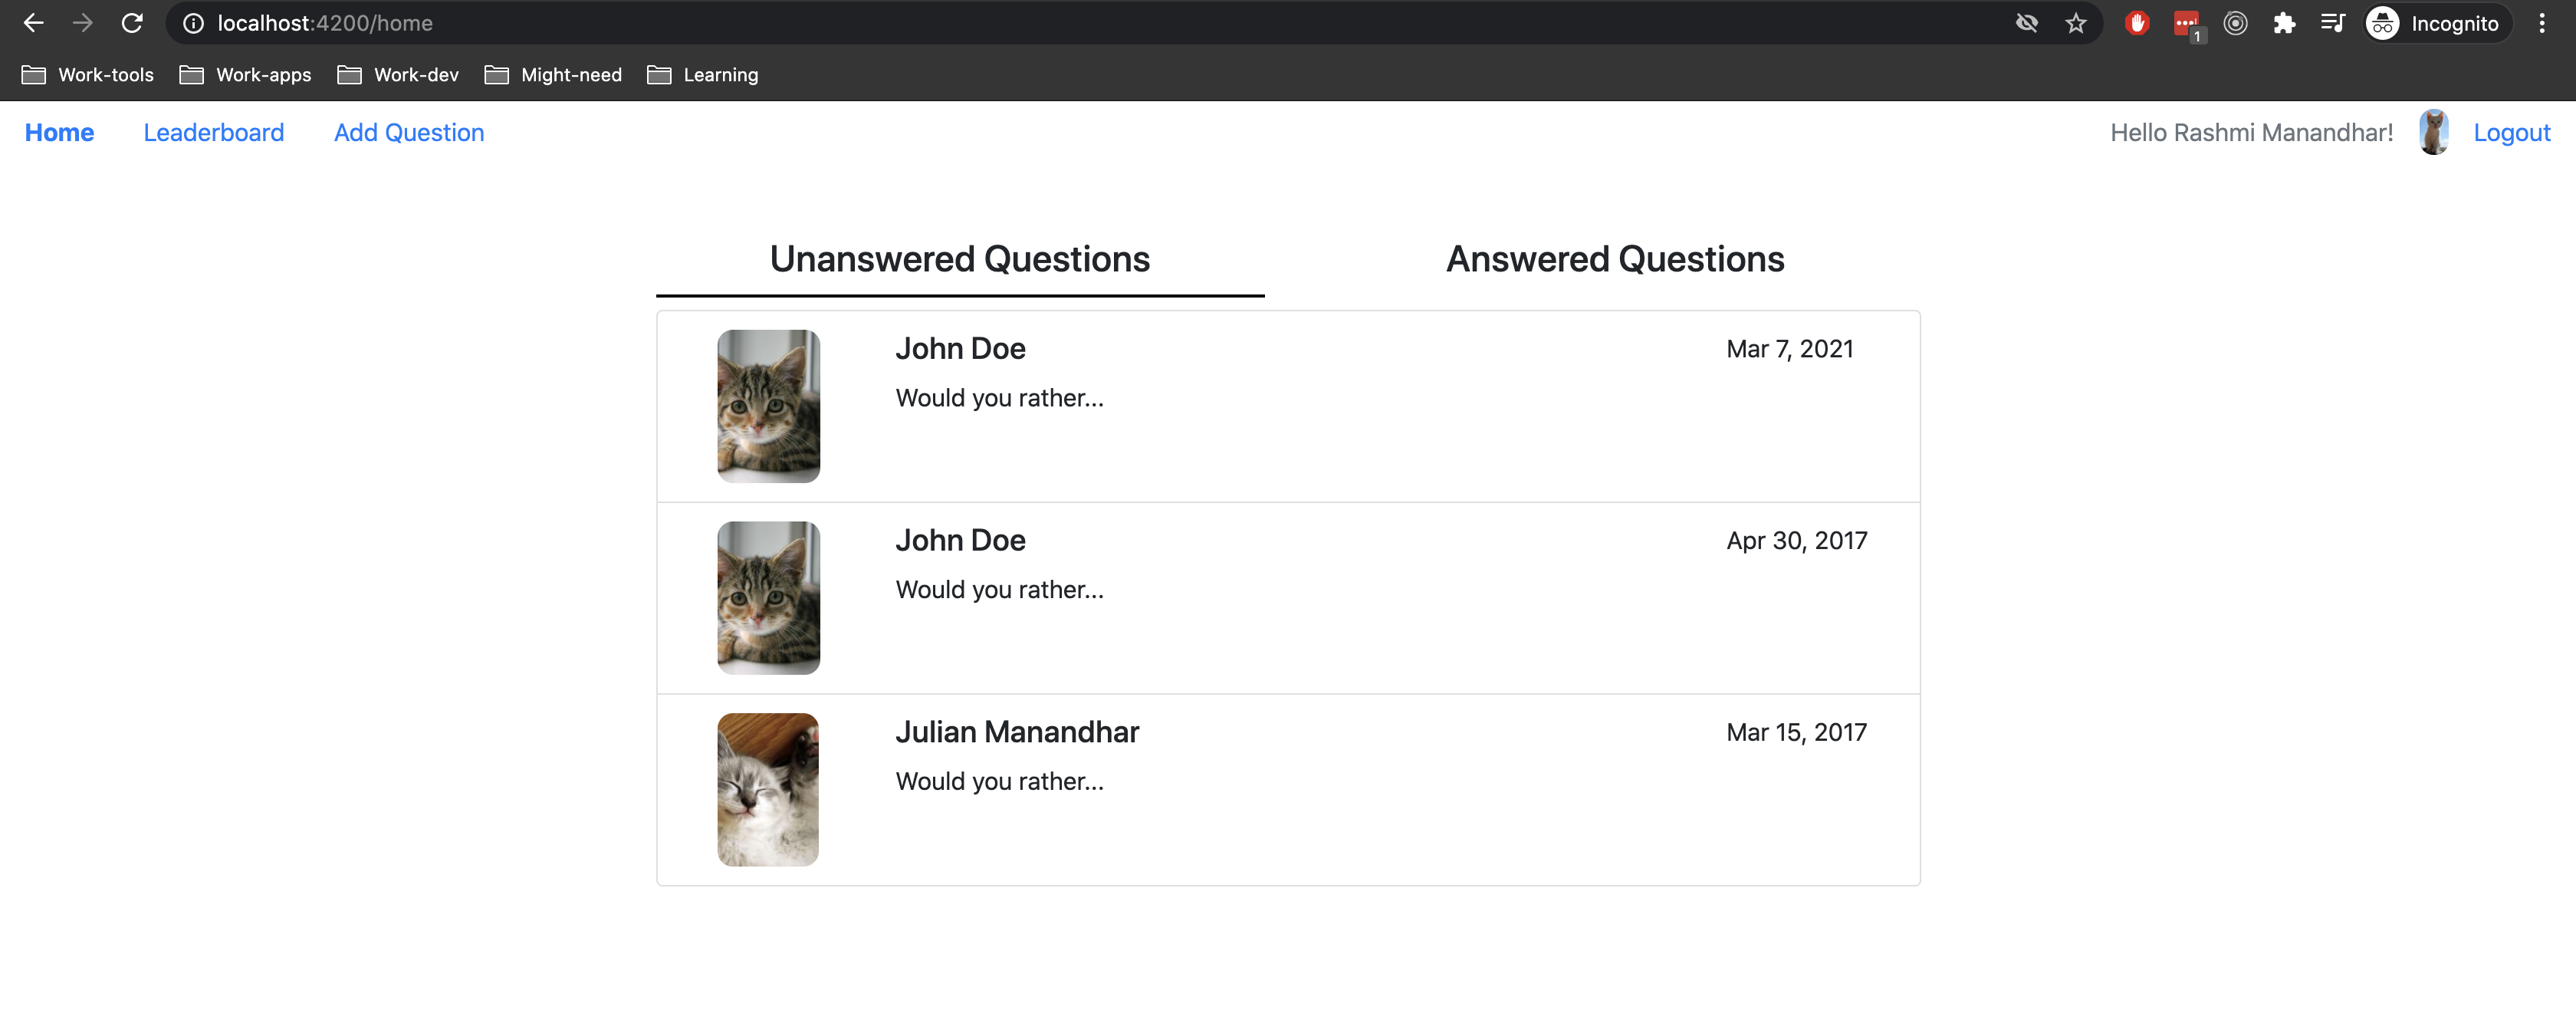 localhost:4200/home
1
Incognito
Work-tools Work-apps Work-dev Might-need Learning
Home Leaderboard Add Question Hello Rashmi Manandhar! Logout
Unanswered Questions Answered Questions
John Doe Mar 7, 2021
Would you rather...
John Doe Apr 30, 2017
Would you rather...
Julian Manandhar Mar 15, 2017
Would you rather...